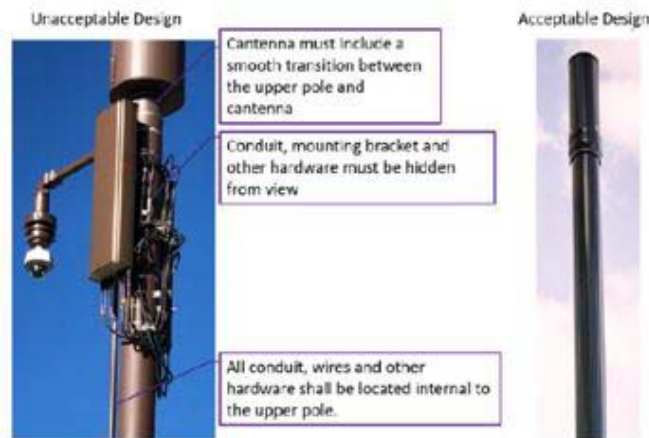 Unacceptable Design
Acceptable Design
Cantenna must include a
smooth transition between
the upper pole and
cantenna
Conduit, mounting bracket and
other hardware must be hidden
from view
All conduit, wires and other
hardware shall be located internal to
the upper pole.